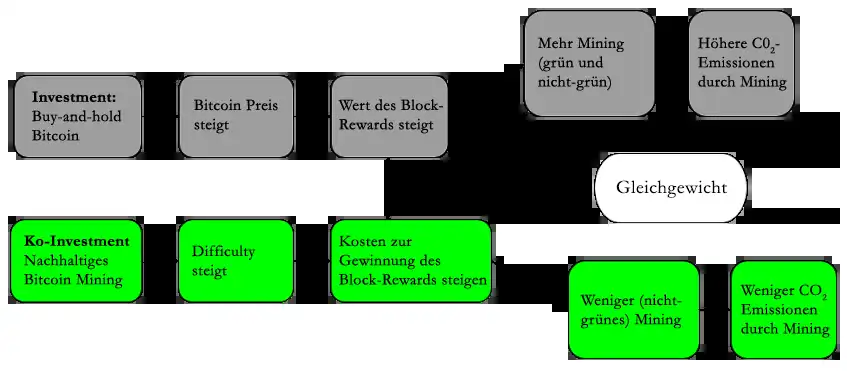 Investment:
Buy-and-hold
Bitcoin
Bitcoin Preis
steigt
Wert des Block-
Rewards steigt
Mehr Mining
(grün und
nicht-grün)
Höhere C0₂-
Emissionen
durch Mining
Gleichgewicht
Ko-Investment
Nachhaltiges
Bitcoin Mining
Difficulty
steigt
Kosten zur
Gewinnung des
Block-Rewards steigen
Weniger (nicht-
grünes) Mining
Weniger CO₂
Emissionen
durch Mining